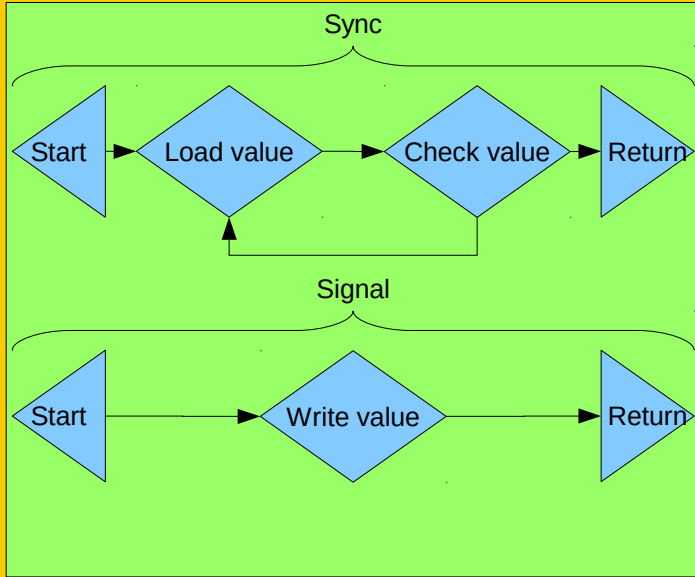 Sync
Start
Load value
Check value
Return
Signal
Start
Write value
Return